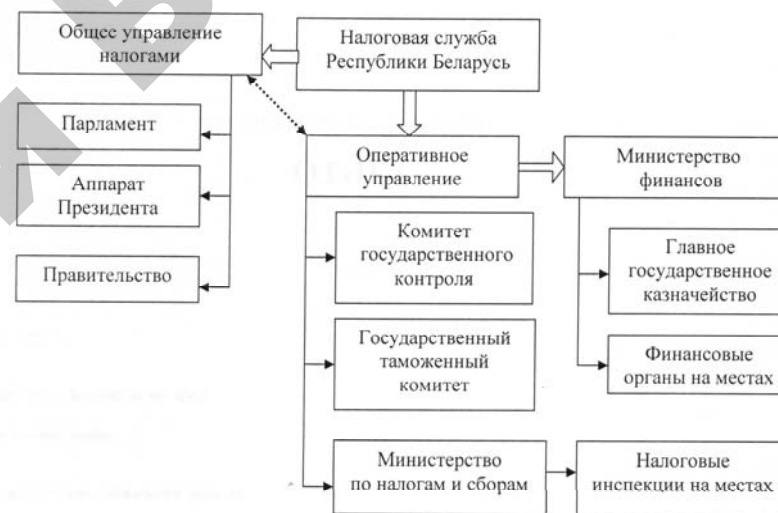 Общее управление
налогами
Налоговая служба
Республики Беларусь
Парламент
Аппарат
Президента
Правительство
Оперативное
управление
Министерство
финансов
Комитет
государственного
контроля
Государственный
таможенный
комитет
Министерство
по налогам и сборам
Главное
государственное
казначейство
Финансовые
органы на местах
Налоговые
инспекции на местах